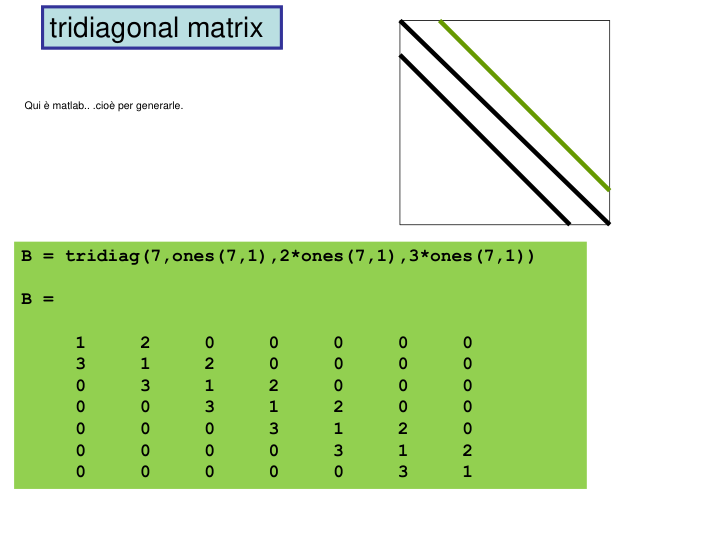 tridiagonal matrix
Qui è matlab.. .cioè per generarle.
B = tridiag(7,ones(7,1),2*ones(7,1),3*ones(7,1))
B =
1 2 0 0 0 0 0
3 1 2 0 0 0 0
0 3 1 2 0 0 0
0 0 3 1 2 0 0
0 0 0 3 1 2 0
0 0 0 0 3 1 2
0 0 0 0 0 3 1